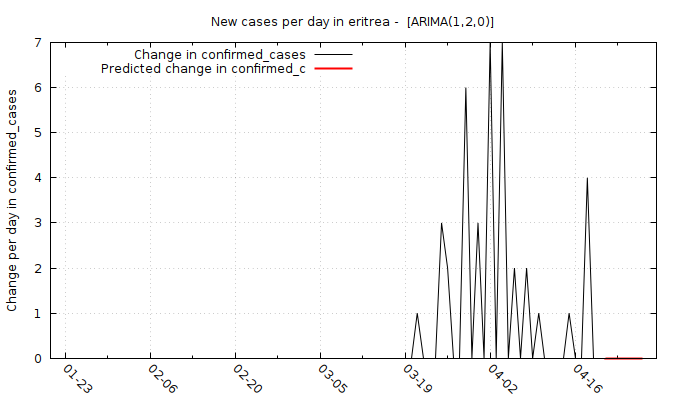 New cases per day in eritrea -  [ARIMA(1,2,0)]
Change in confirmed_cases
Predicted change in confirmed_c
Change per day in confirmed_cases
7
6
5
4
3
2
1
0
01-23 02-06 02-20 03-05 03-19 04-02 04-16